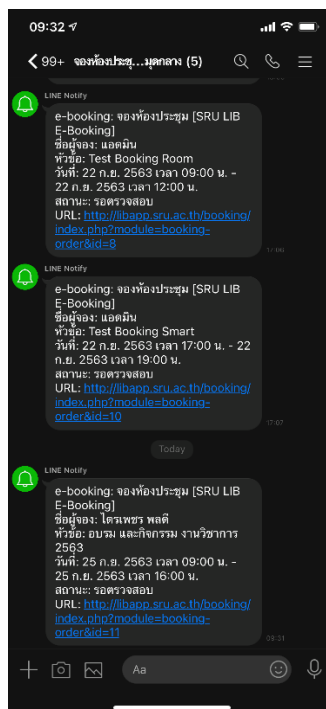 09:32
99+ จองห้องประชุ...มุดกลาง (5)
LINE Notify
e-booking: จองห้องประชุม [SRU LIB
E-Booking]
ชื่อผู้จอง: แอดมิน
หัวข้อ: Test Booking Room
วันที่: 22 ก.ย. 2563 เวลา 09:00 น. -
22 ก.ย. 2563 เวลา 12:00 น.
สถานะ: รอตรวจสอบ
URL: http://libapp.sru.ac.th/booking/
index.php?module=booking-
order&id=8
LINE Notify
e-booking: จองห้องประชุม [SRU LIB
E-Booking]
ชื่อผู้จอง: แอดมิน
หัวข้อ: Test Booking Smart
วันที่: 22 ก.ย. 2563 เวลา 17:00 น. - 22
ก.ย. 2563 เวลา 19:00 น.
สถานะ: รอตรวจสอบ
URL: http://libapp.sru.ac.th/booking/
index.php?module=booking-
order&id=10
17:07
Today
LINE Notify
e-booking: จองห้องประชุม [SRU LIB
E-Booking]
ชื่อผู้จอง: ไตรเพชร พลดี
หัวข้อ: อบรม และกิจกรรม งานวิชาการ
2563
วันที่: 25 ก.ย. 2563 เวลา 09:00 น. -
25 ก.ย. 2563 เวลา 16:00 น.
สถานะ: รอตรวจสอบ
URL: http://libapp.sru.ac.th/booking/
index.php?module=booking-
order&id=11
09:31
Aa